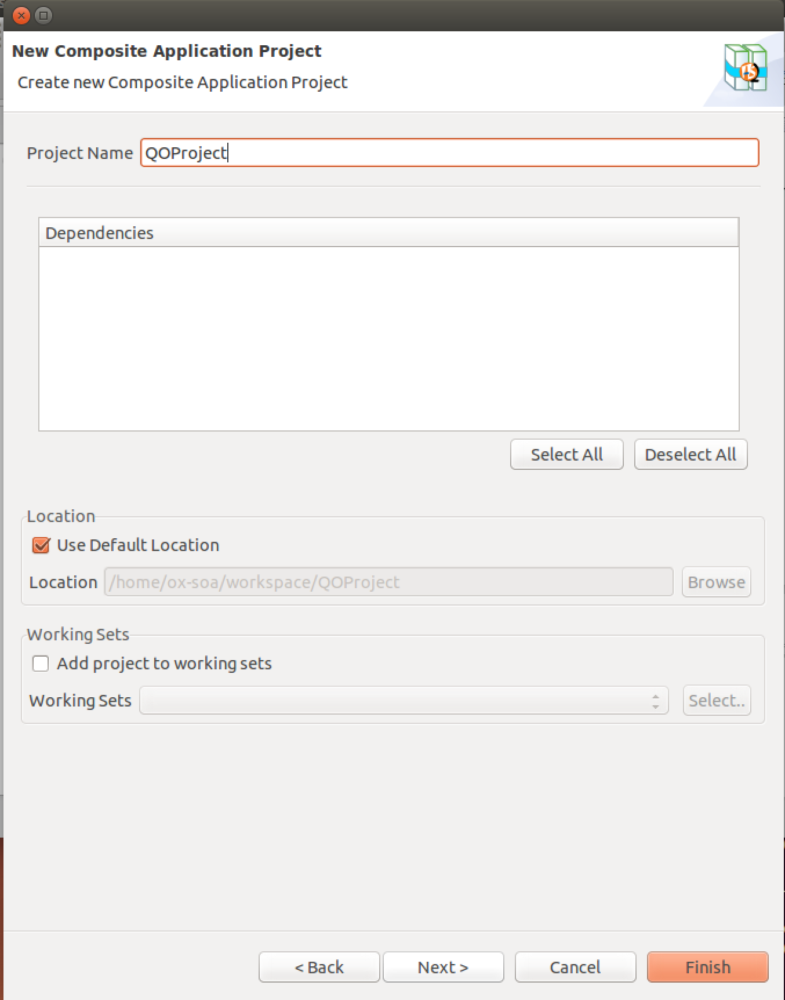 New Composite Application Project
Create new Composite Application Project
Project Name QOProject
Dependencies
Select All Deselect All
Location
Use Default Location
Location /home/ox-soa/workspace/QOProject Browse
Working Sets
Add project to working sets
Working Sets Select..
< Back Next > Cancel Finish